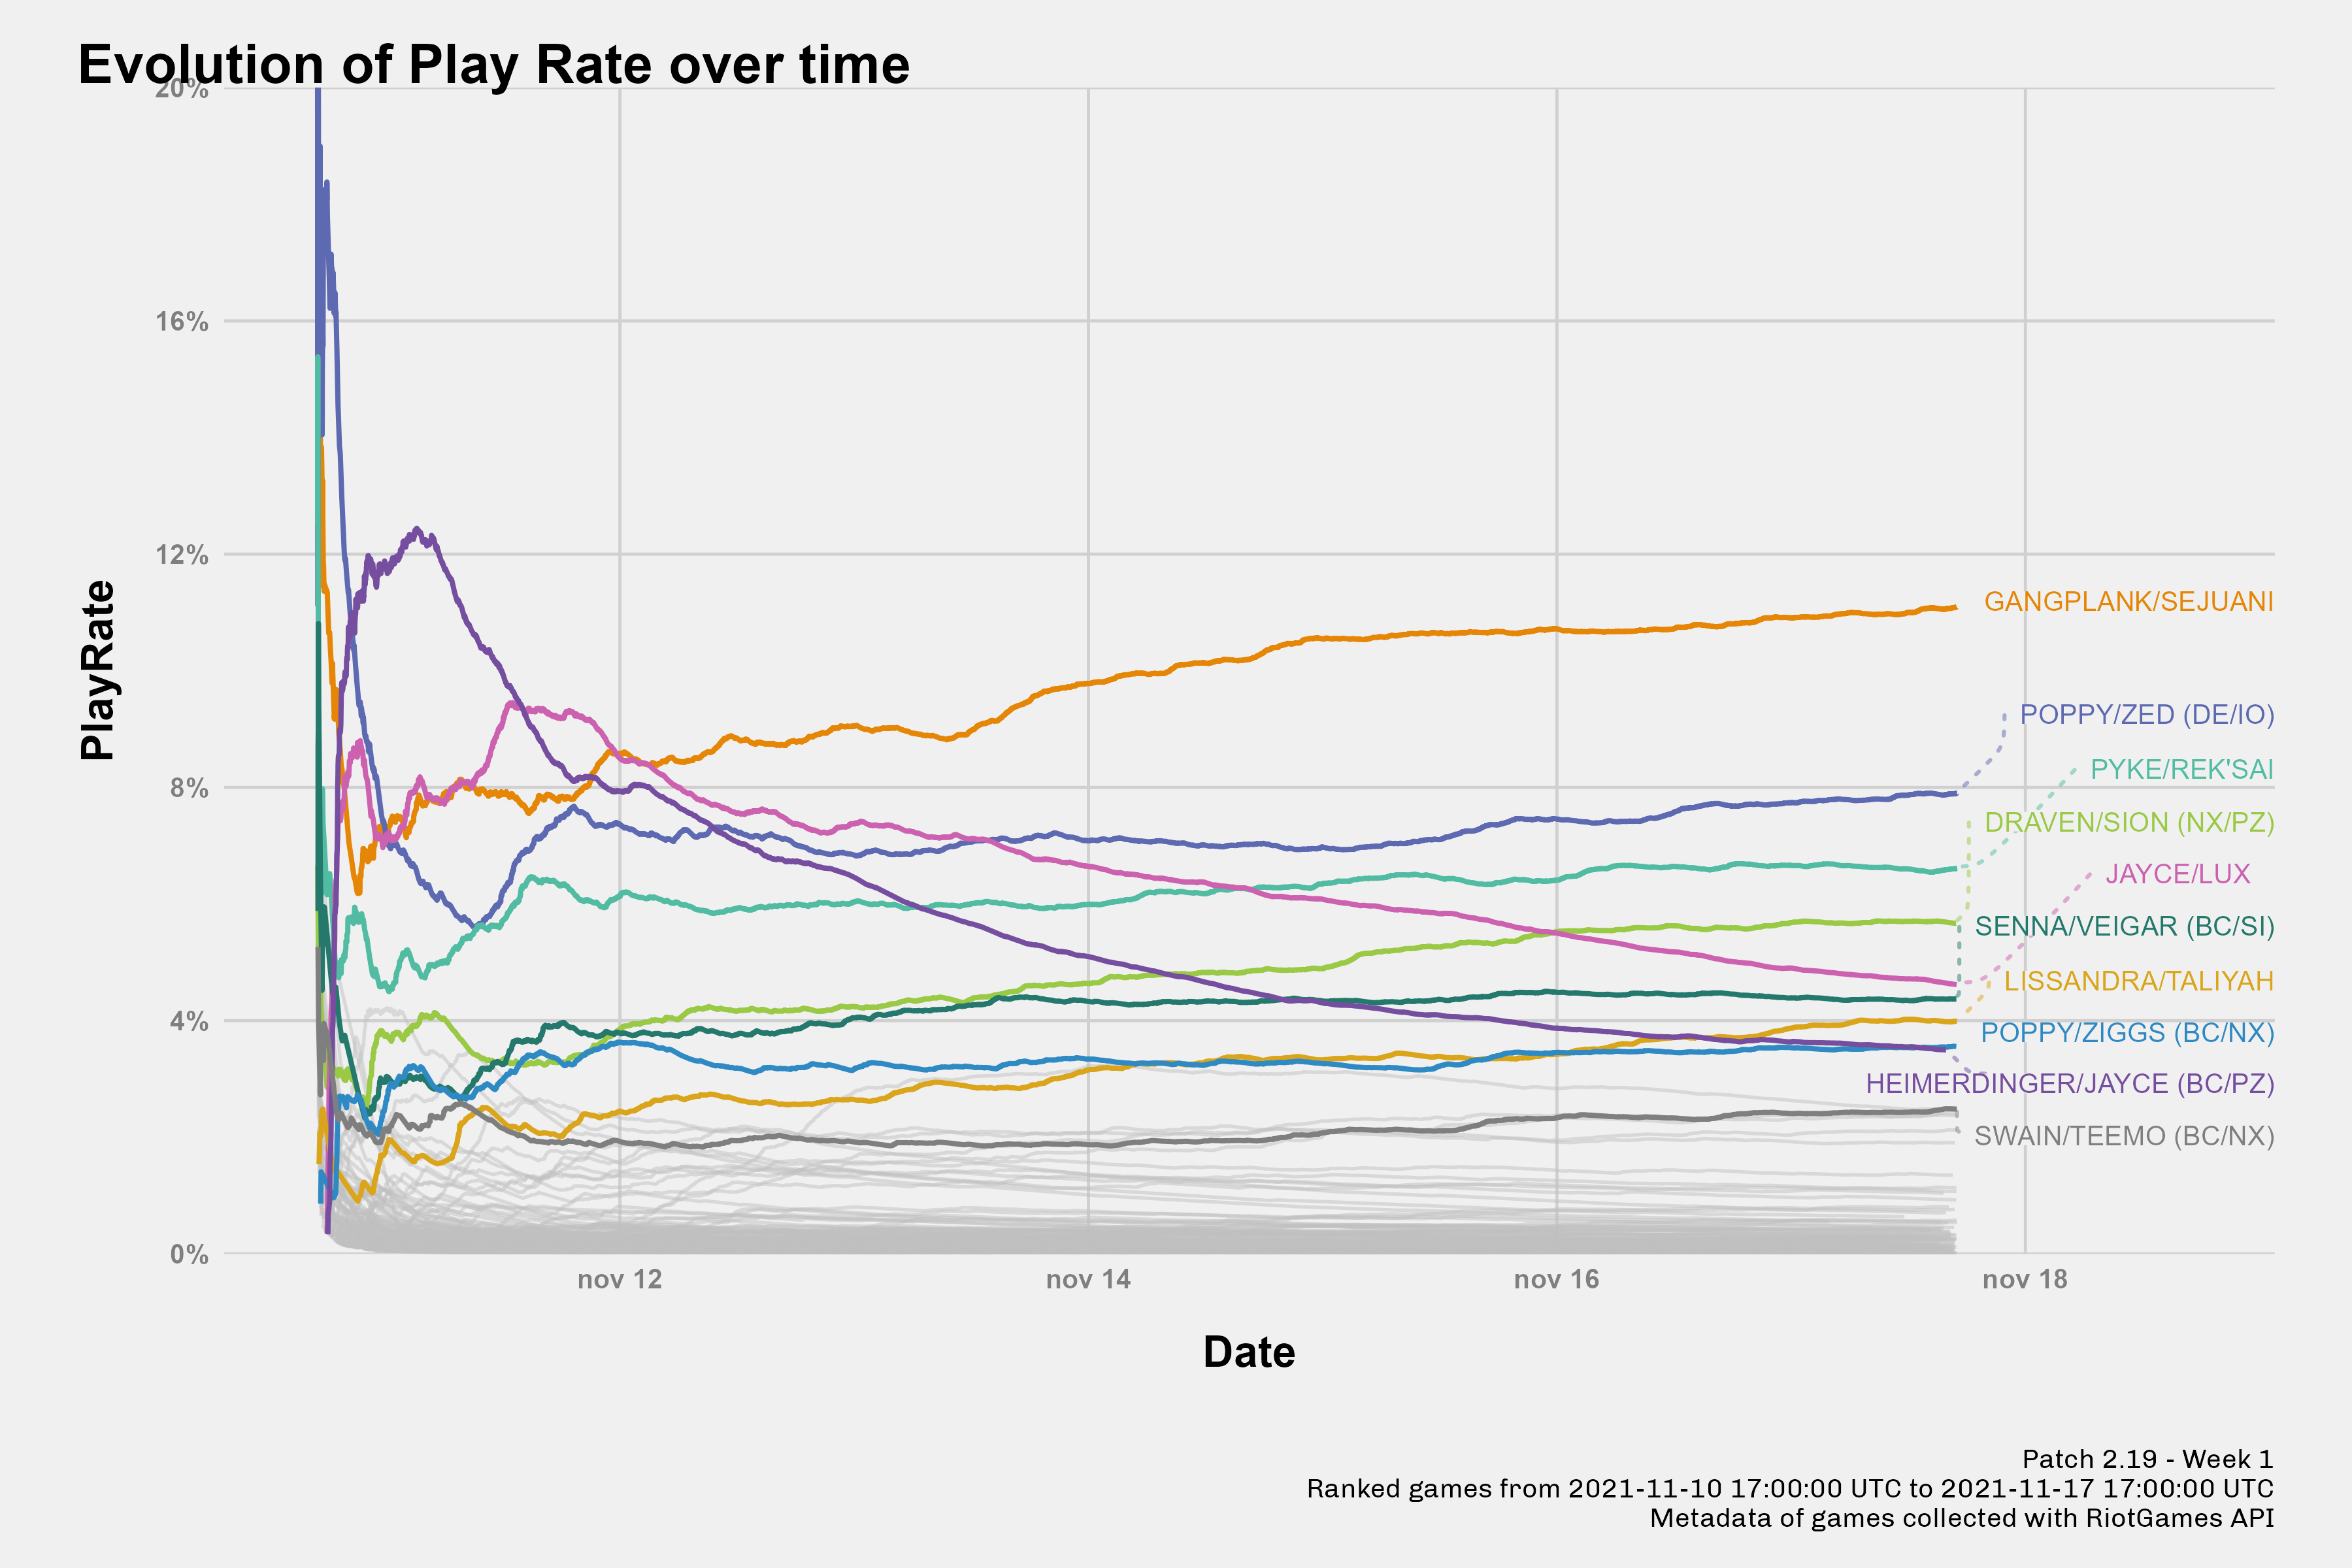 Evolution of Play Rate over time
20%
16%
12%
8%
4%
0%
PlayRate
GANGPLANK/SEJUANI
POPPY/ZED (DE/IO)
PYKE/REK'SAI
DRAVEN/SION (NX/PZ)
JAYCE/LUX
SENNA/VEIGAR (BC/SI)
LISSANDRA/TALIYAH
POPPY/ZIGGS (BC/NX)
HEIMERDINGER/JAYCE (BC/PZ)
SWAIN/TEEMO (BC/NX)
nov 12 nov 14 nov 16 nov 18
Date
Patch 2.19 - Week 1
Ranked games from 2021-11-10 17:00:00 UTC to 2021-11-17 17:00:00 UTC
Metadata of games collected with RiotGames API